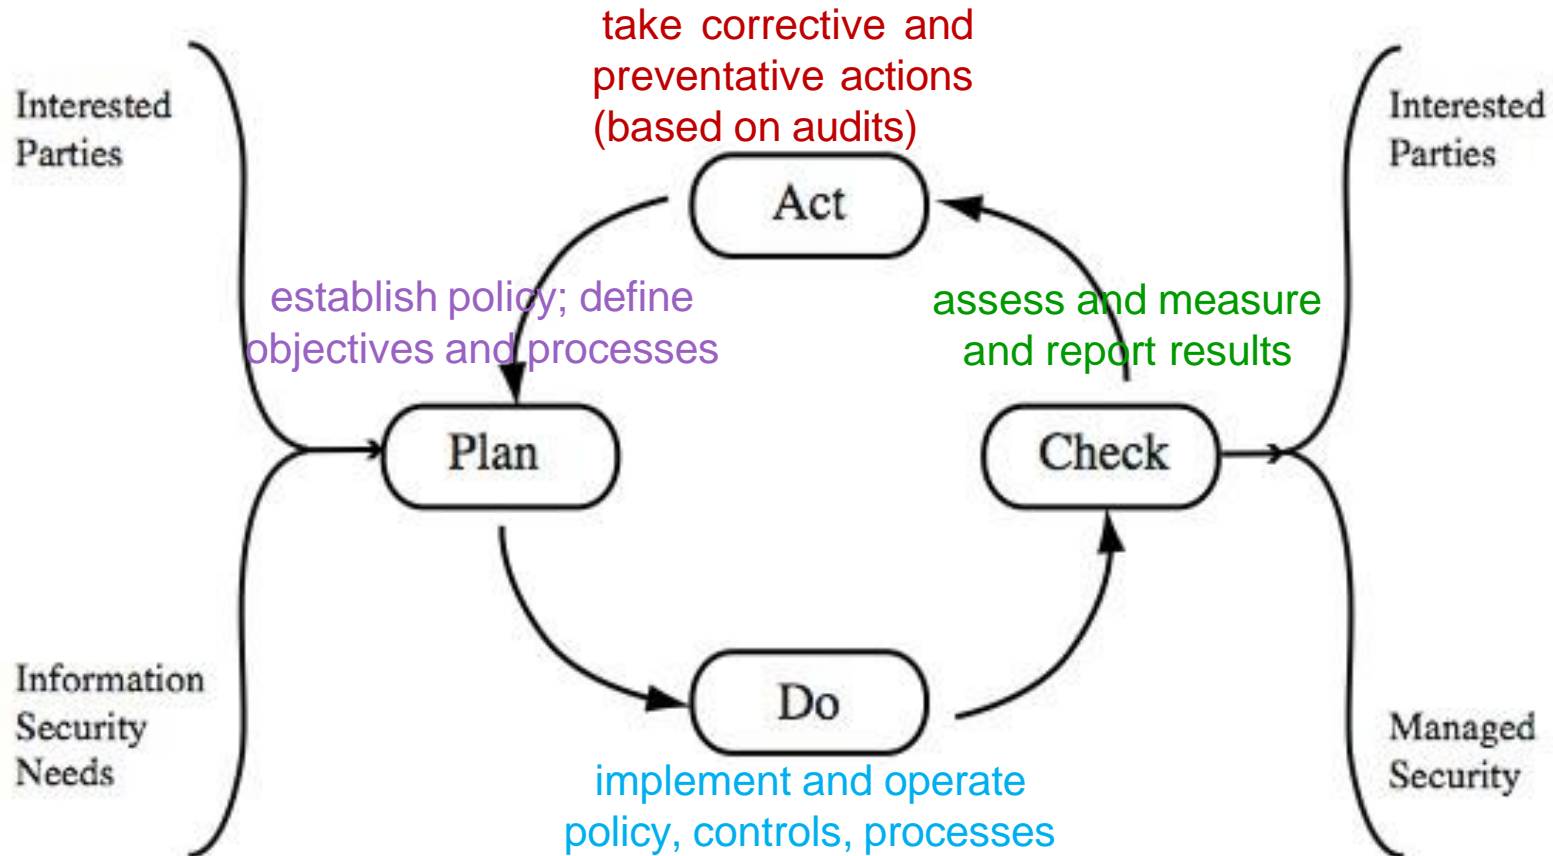 take corrective and
preventative actions
(based on audits)
Interested
Parties
Interested
Parties
Act
establish policy; define
objectives and processes
assess and measure
and report results
Plan
Check
Information
Security
Needs
Do
Managed
Security
implement and operate
policy, controls, processes